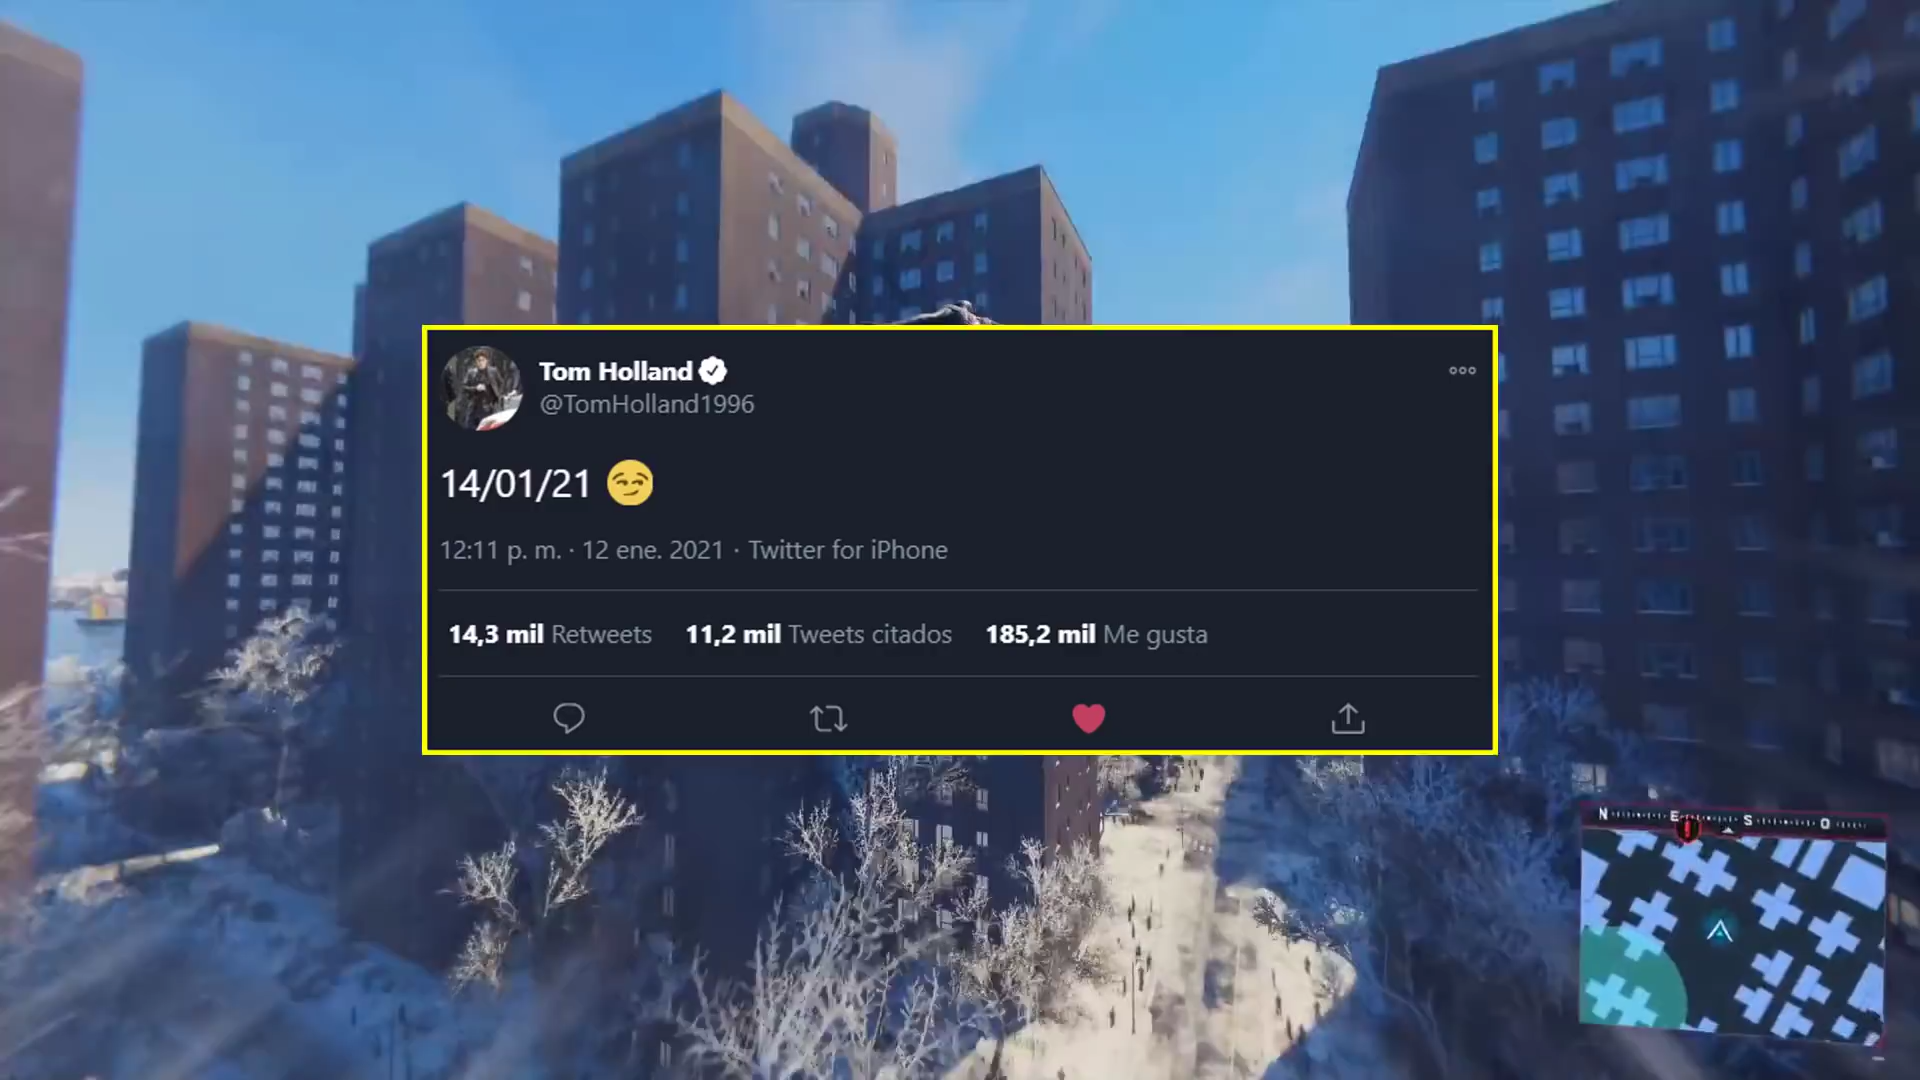 Tom Holland
@TomHolland1996
14/01/21 😏
12:11 p. m. · 12 ene. 2021 · Twitter for iPhone
14,3 mil Retweets 11,2 mil Tweets citados 185,2 mil Me gusta
N E S O